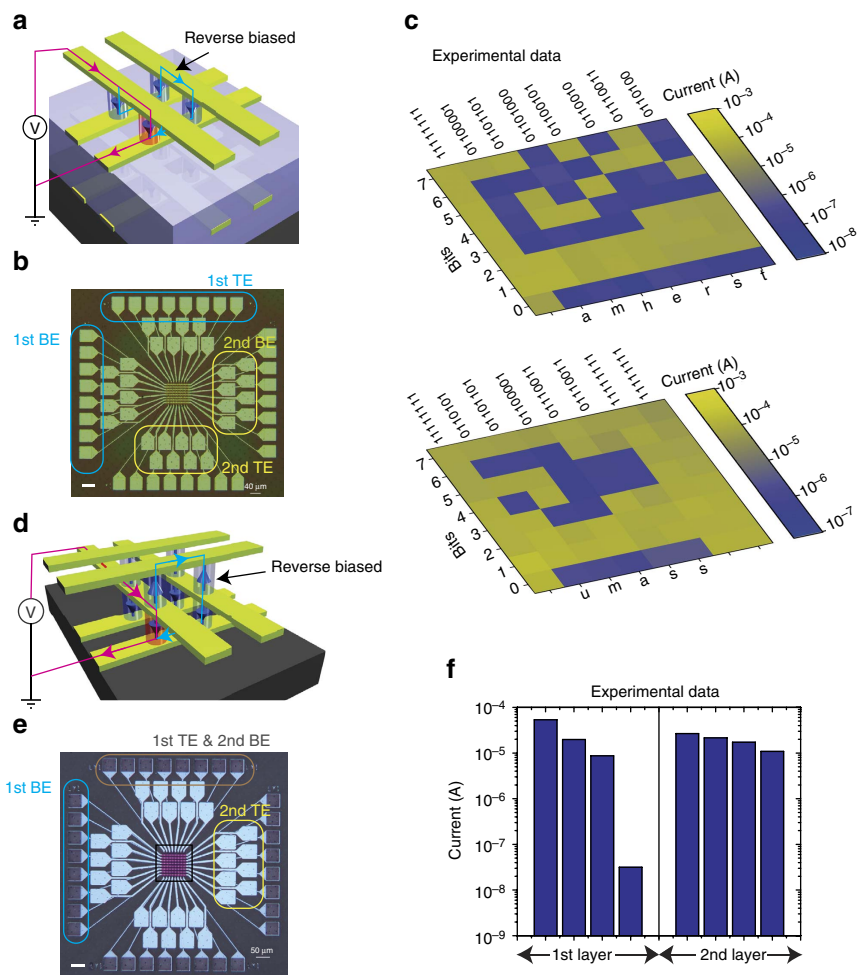 a
Reverse biased
V
b
1st TE
1st BE
2nd BE
2nd TE
40 μm
c
Experimental data
11111111
01100001
01101101
01101000
01100101
01110010
01110011
0110100
Current (A)
10⁻³
10⁻⁴
10⁻⁵
10⁻⁶
10⁻⁷
10⁻⁸
7
6
5
4
3
2
1
0
Bits
a m h e r s t
11111111
01110101
01101101
01100001
01110011
01110011
11111111
11111111
Current (A)
10⁻³
10⁻⁴
10⁻⁵
10⁻⁶
10⁻⁷
7
6
5
4
3
2
1
0
Bits
u m a s s
d
Reverse biased
V
e
1st TE & 2nd BE
1st BE
2nd TE
50 μm
f
Experimental data
10⁻⁴
10⁻⁵
10⁻⁶
10⁻⁷
10⁻⁸
10⁻⁹
Current (A)
1st layer
2nd layer